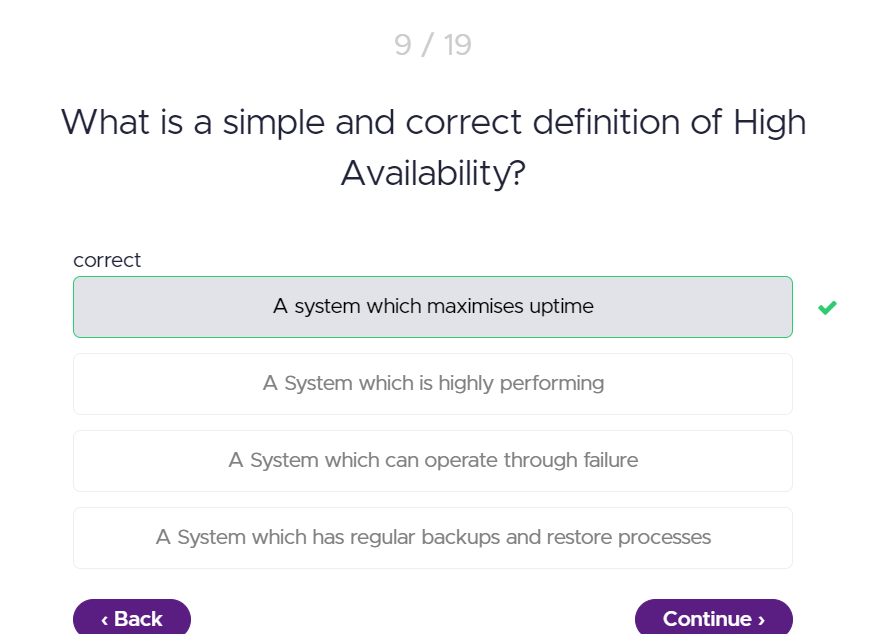 9 / 19
What is a simple and correct definition of High
Availability?
correct
A system which maximises uptime
A System which is highly performing
A System which can operate through failure
A System which has regular backups and restore processes
‹ Back
Continue ›